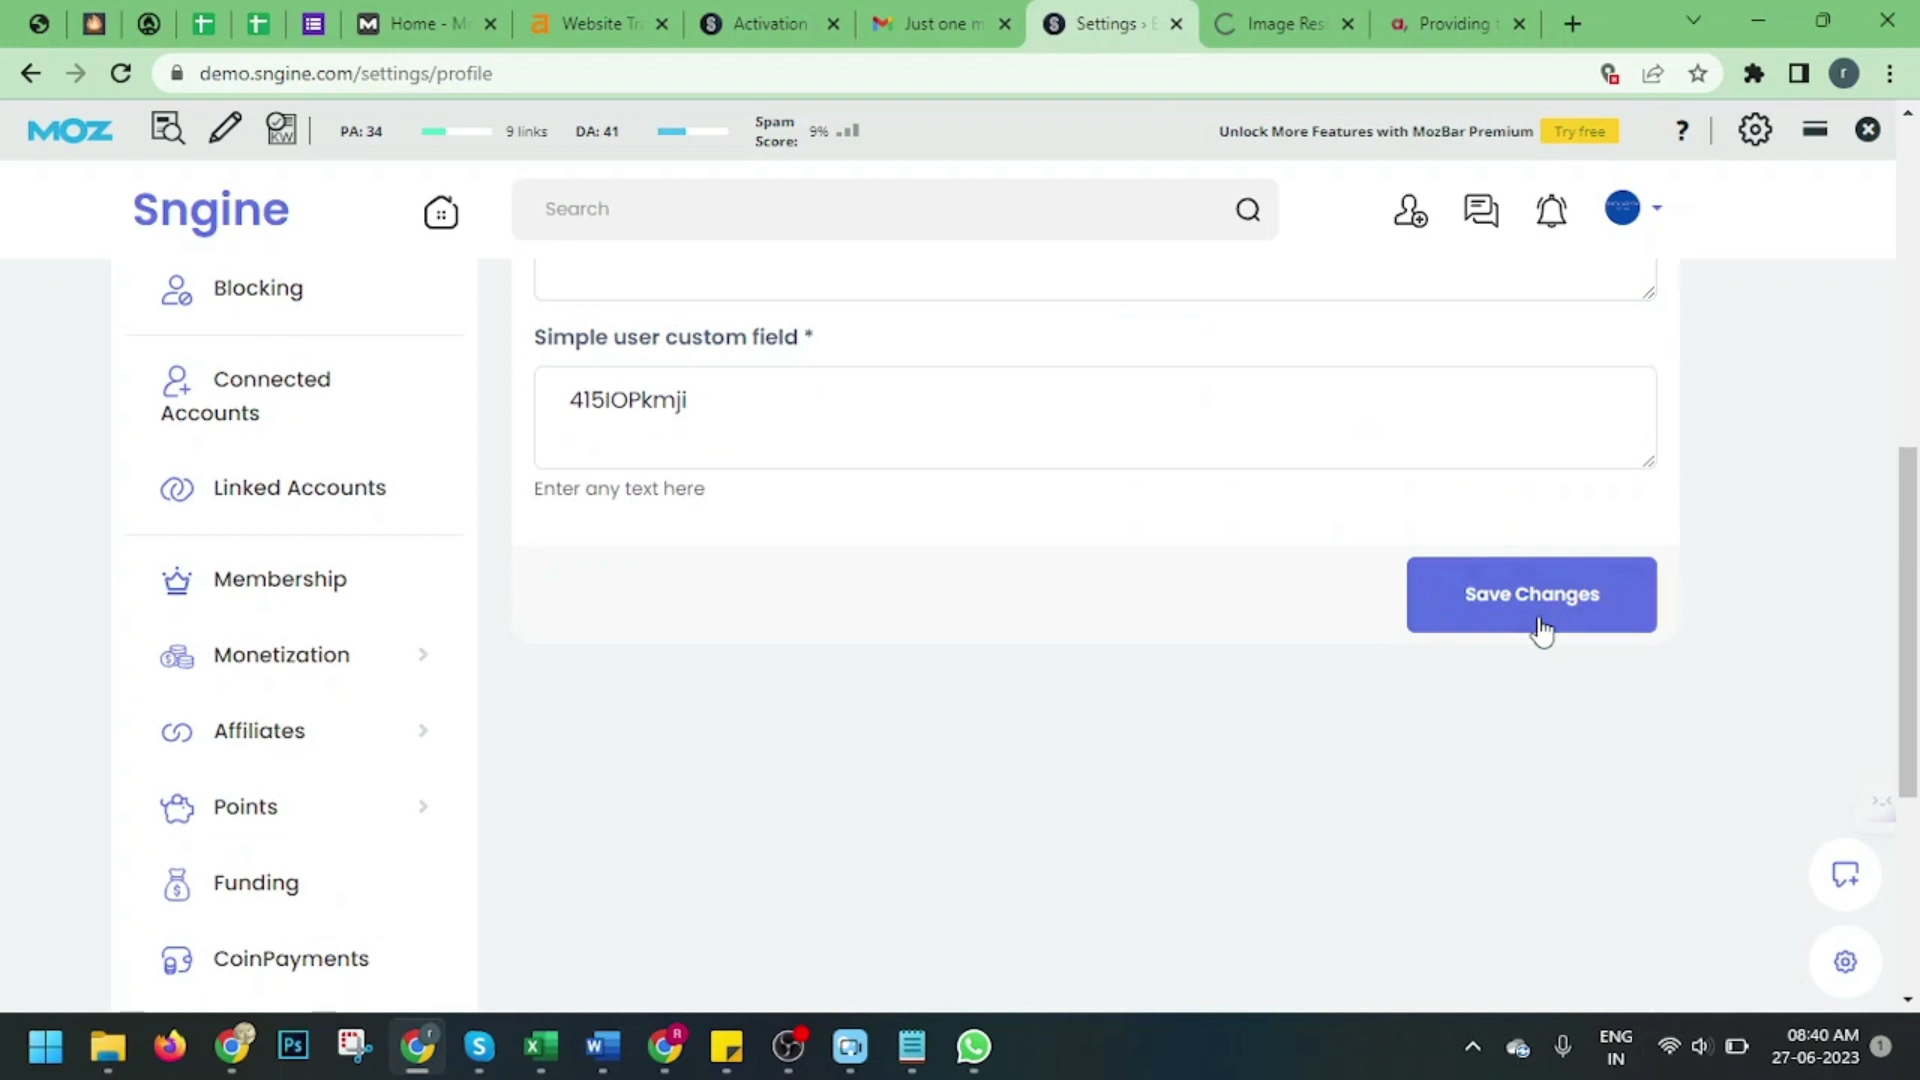 Home - M
Website Tr
Activation
Just one m
Settings › E
Image Res
Providing t
demo.sngine.com/settings/profile
r
MOZ
KW
PA: 34
9 links
DA: 41
Spam Score:
9%
Unlock More Features with MozBar Premium
Try free
?
Sngine
Search
Blocking
Connected
Accounts
Linked Accounts
Membership
Monetization
Affiliates
Points
Funding
CoinPayments
Simple user custom field *
415IOPkmji
Enter any text here
Save Changes
Ps
ENG
IN
08:40 AM
27-06-2023
1